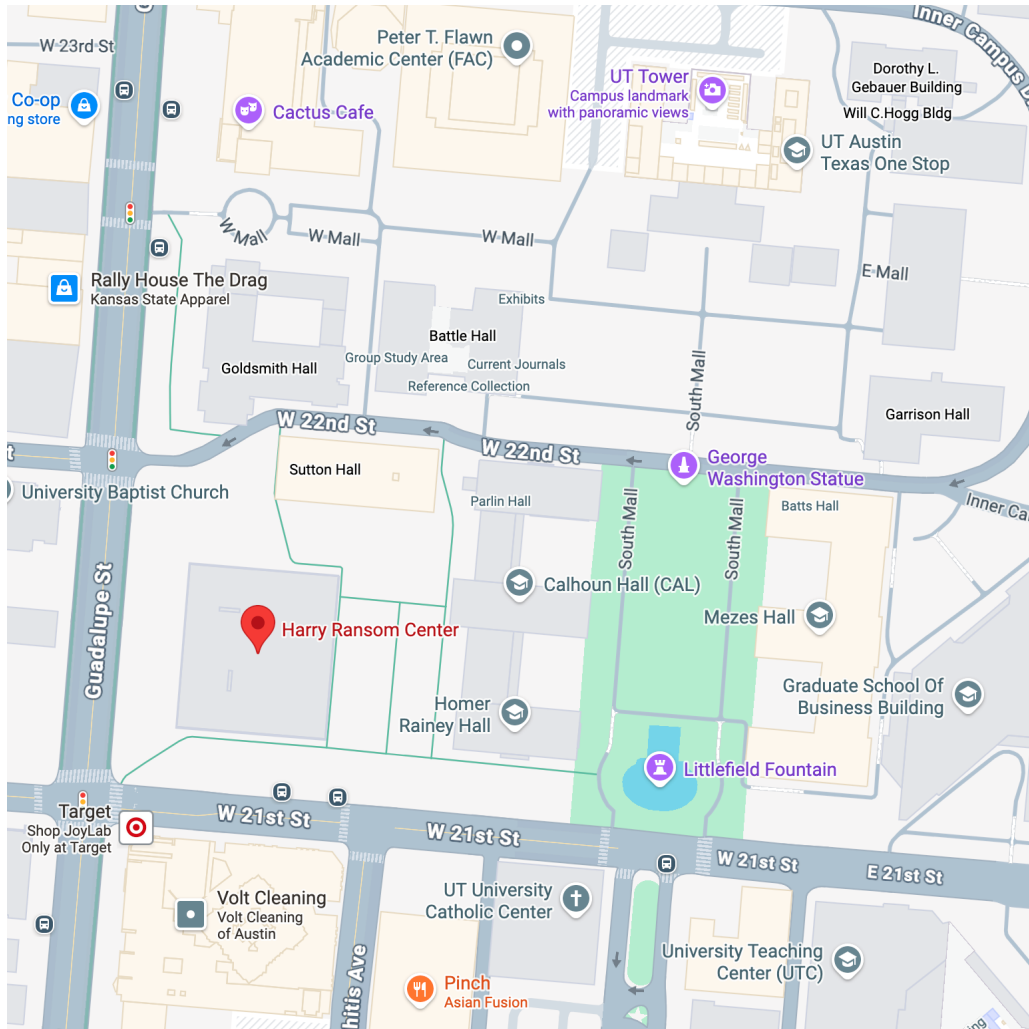 W 23rd St
Peter T. Flawn
Academic Center (FAC)
UT Tower
Campus landmark
with panoramic views
Inner Campus D
Dorothy L.
Gebauer Building
Will C.Hogg Bldg
Co-op
ng store
Cactus Cafe
UT Austin
Texas One Stop
W Mall
W Mall
W Mall
E Mall
Rally House The Drag
Kansas State Apparel
Exhibits
Battle Hall
Group Study Area
Current Journals
Reference Collection
Goldsmith Hall
South Mall
Garrison Hall
W 22nd St
W 22nd St
George
Washington Statue
Sutton Hall
University Baptist Church
Parlin Hall
South Mall
South Mall
Batts Hall
Inner Ca
Calhoun Hall (CAL)
Mezes Hall
Guadalupe St
Harry Ransom Center
Homer
Rainey Hall
Graduate School Of
Business Building
Littlefield Fountain
Target
Shop JoyLab
Only at Target
W 21st St
W 21st St
W 21st St
E 21st St
Volt Cleaning
Volt Cleaning
of Austin
UT University
Catholic Center
University Teaching
Center (UTC)
hitis Ave
Pinch
Asian Fusion